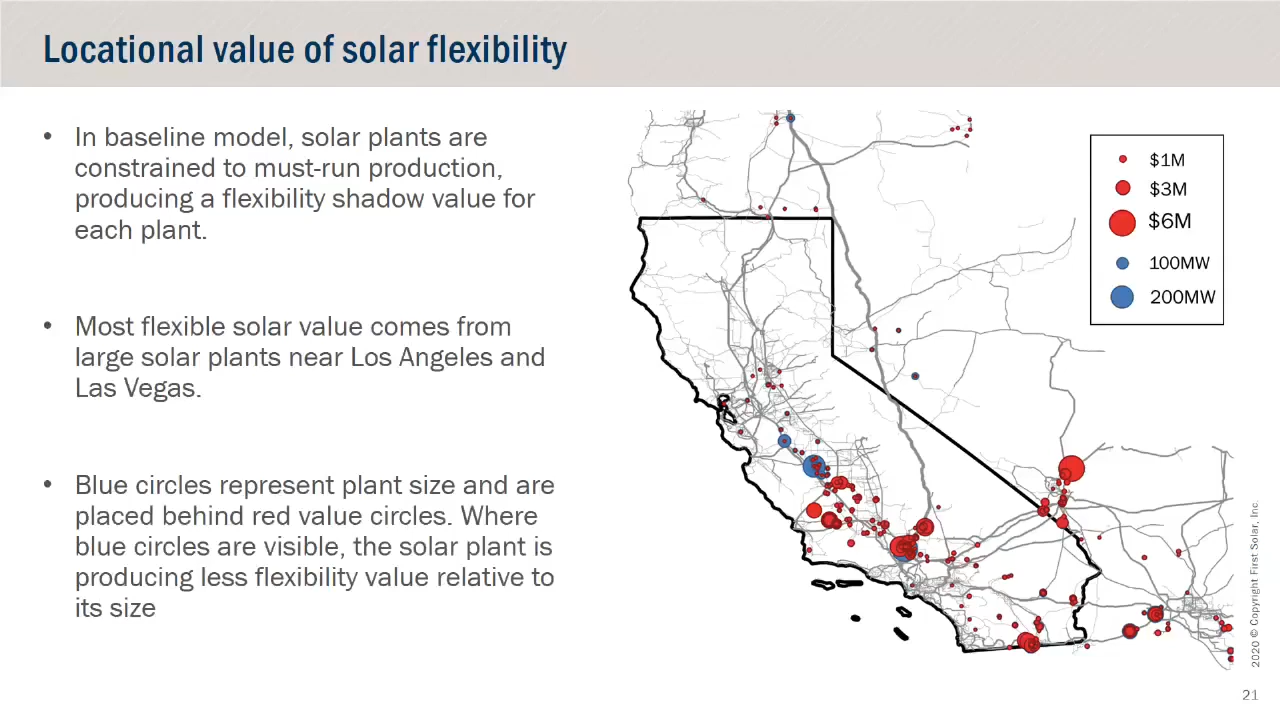 Locational value of solar flexibility
• In baseline model, solar plants are
constrained to must-run production,
producing a flexibility shadow value for
each plant.
• Most flexible solar value comes from
large solar plants near Los Angeles and
Las Vegas.
• Blue circles represent plant size and are
placed behind red value circles. Where
blue circles are visible, the solar plant is
producing less flexibility value relative to
its size
$1M
$3M
$6M
100MW
200MW
2020 © Copyright First Solar, Inc.
21